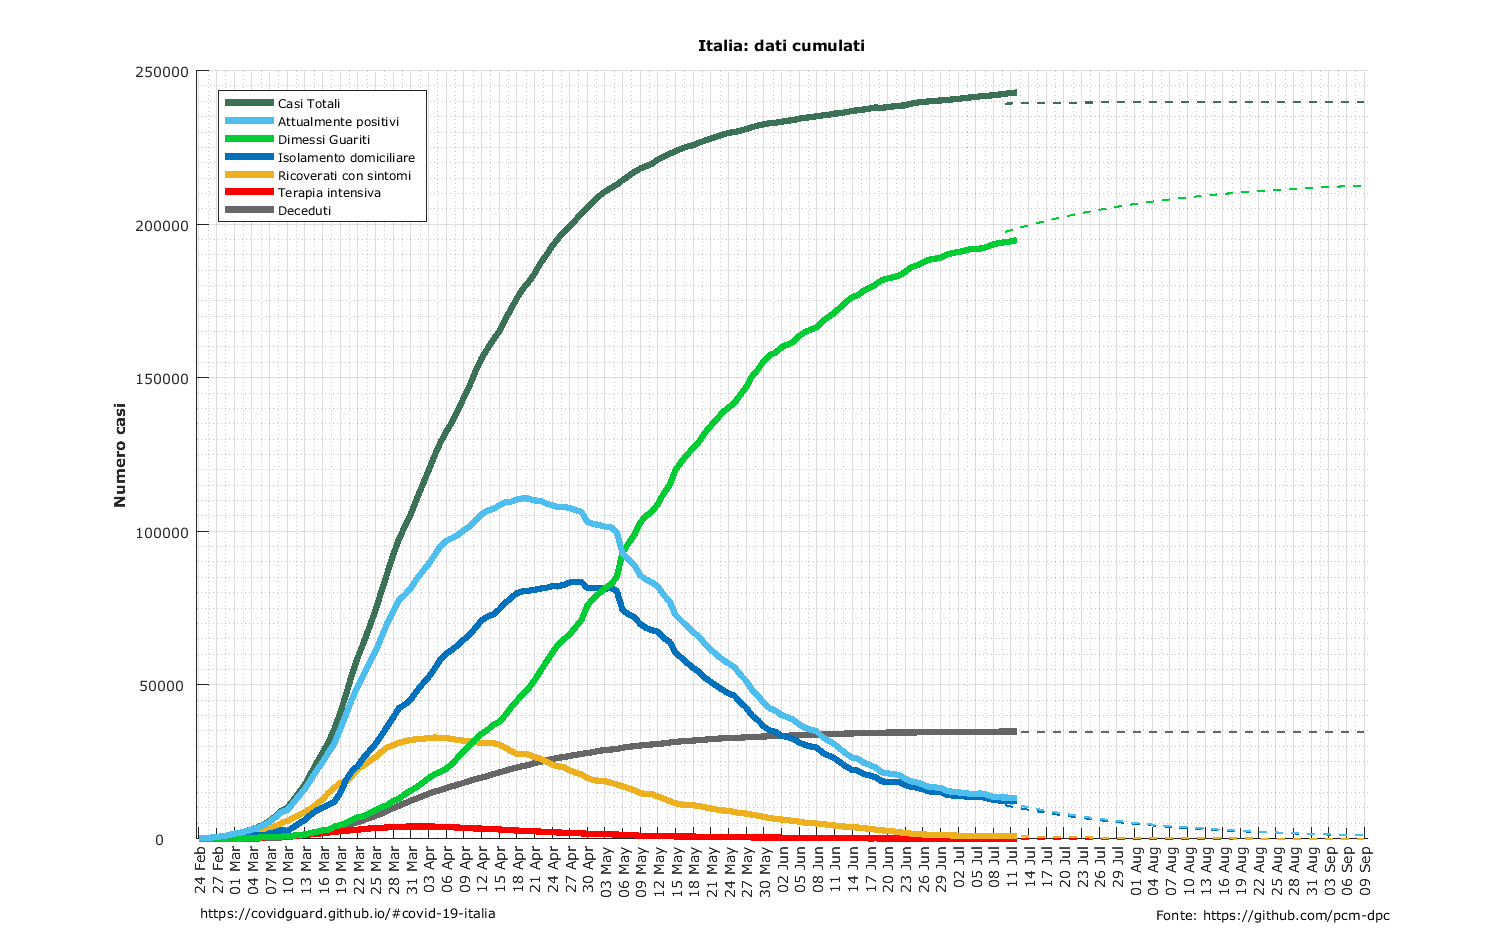 Italia: dati cumulati
250000
200000
150000
100000
50000
0
Numero casi
Casi Totali
Attualmente positivi
Dimessi Guariti
Isolamento domiciliare
Ricoverati con sintomi
Terapia intensiva
Deceduti
24 Feb
27 Feb
01 Mar
04 Mar
07 Mar
10 Mar
13 Mar
16 Mar
19 Mar
22 Mar
25 Mar
28 Mar
31 Mar
03 Apr
06 Apr
09 Apr
12 Apr
15 Apr
18 Apr
21 Apr
24 Apr
27 Apr
30 Apr
03 May
06 May
09 May
12 May
15 May
18 May
21 May
24 May
27 May
30 May
02 Jun
05 Jun
08 Jun
11 Jun
14 Jun
17 Jun
20 Jun
23 Jun
26 Jun
29 Jun
02 Jul
05 Jul
08 Jul
11 Jul
14 Jul
17 Jul
20 Jul
23 Jul
26 Jul
29 Jul
01 Aug
04 Aug
07 Aug
10 Aug
13 Aug
16 Aug
19 Aug
22 Aug
25 Aug
28 Aug
31 Aug
03 Sep
06 Sep
09 Sep
https://covidguard.github.io/#covid-19-italia
Fonte: https://github.com/pcm-dpc